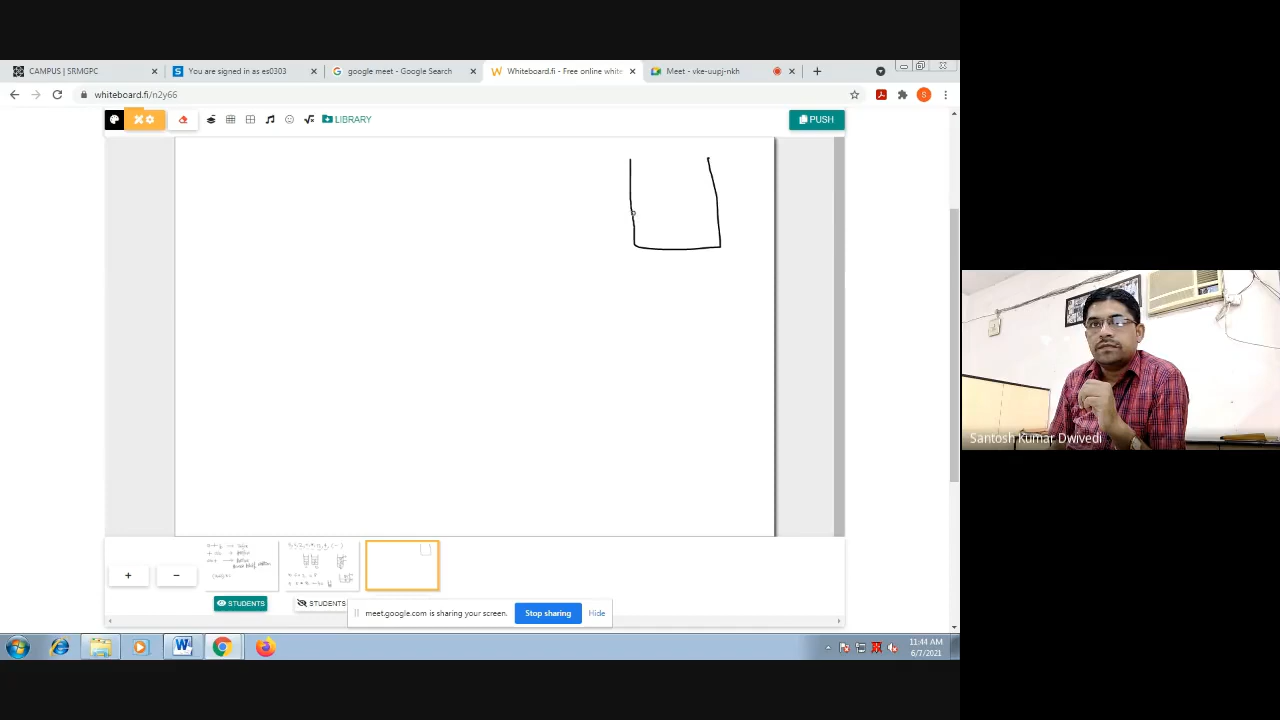 CAMPUS | SRMGPC
You are signed in as es0303
google meet - Google Search
Whiteboard.fi - Free online white
Meet - vke-uupj-nkh
whiteboard.fi/n2y66
S
LIBRARY
PUSH
Santosh Kumar Dwivedi
+
-
STUDENTS
STUDENTS
meet.google.com is sharing your screen.
Stop sharing
Hide
11:44 AM
6/7/2021